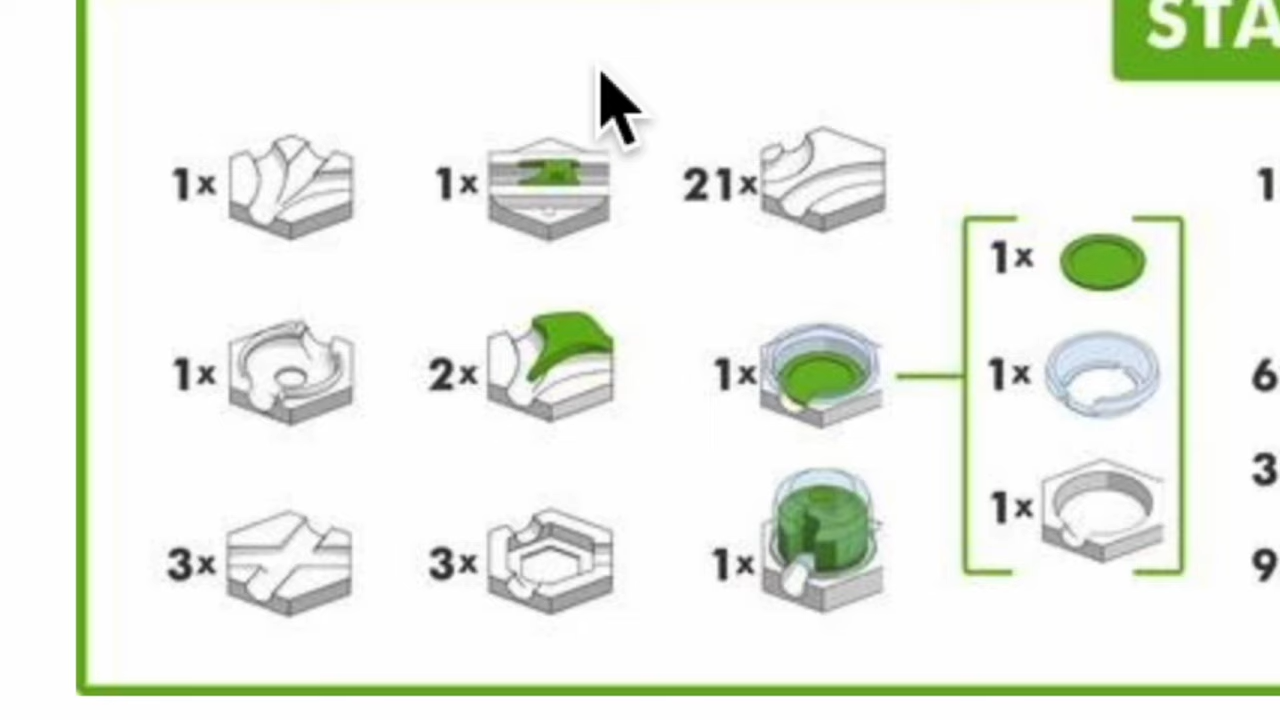 STA
1x 1x 21x
1
1x
1x 2x 1x 1x 6
3
1x
3x 3x 1x 9